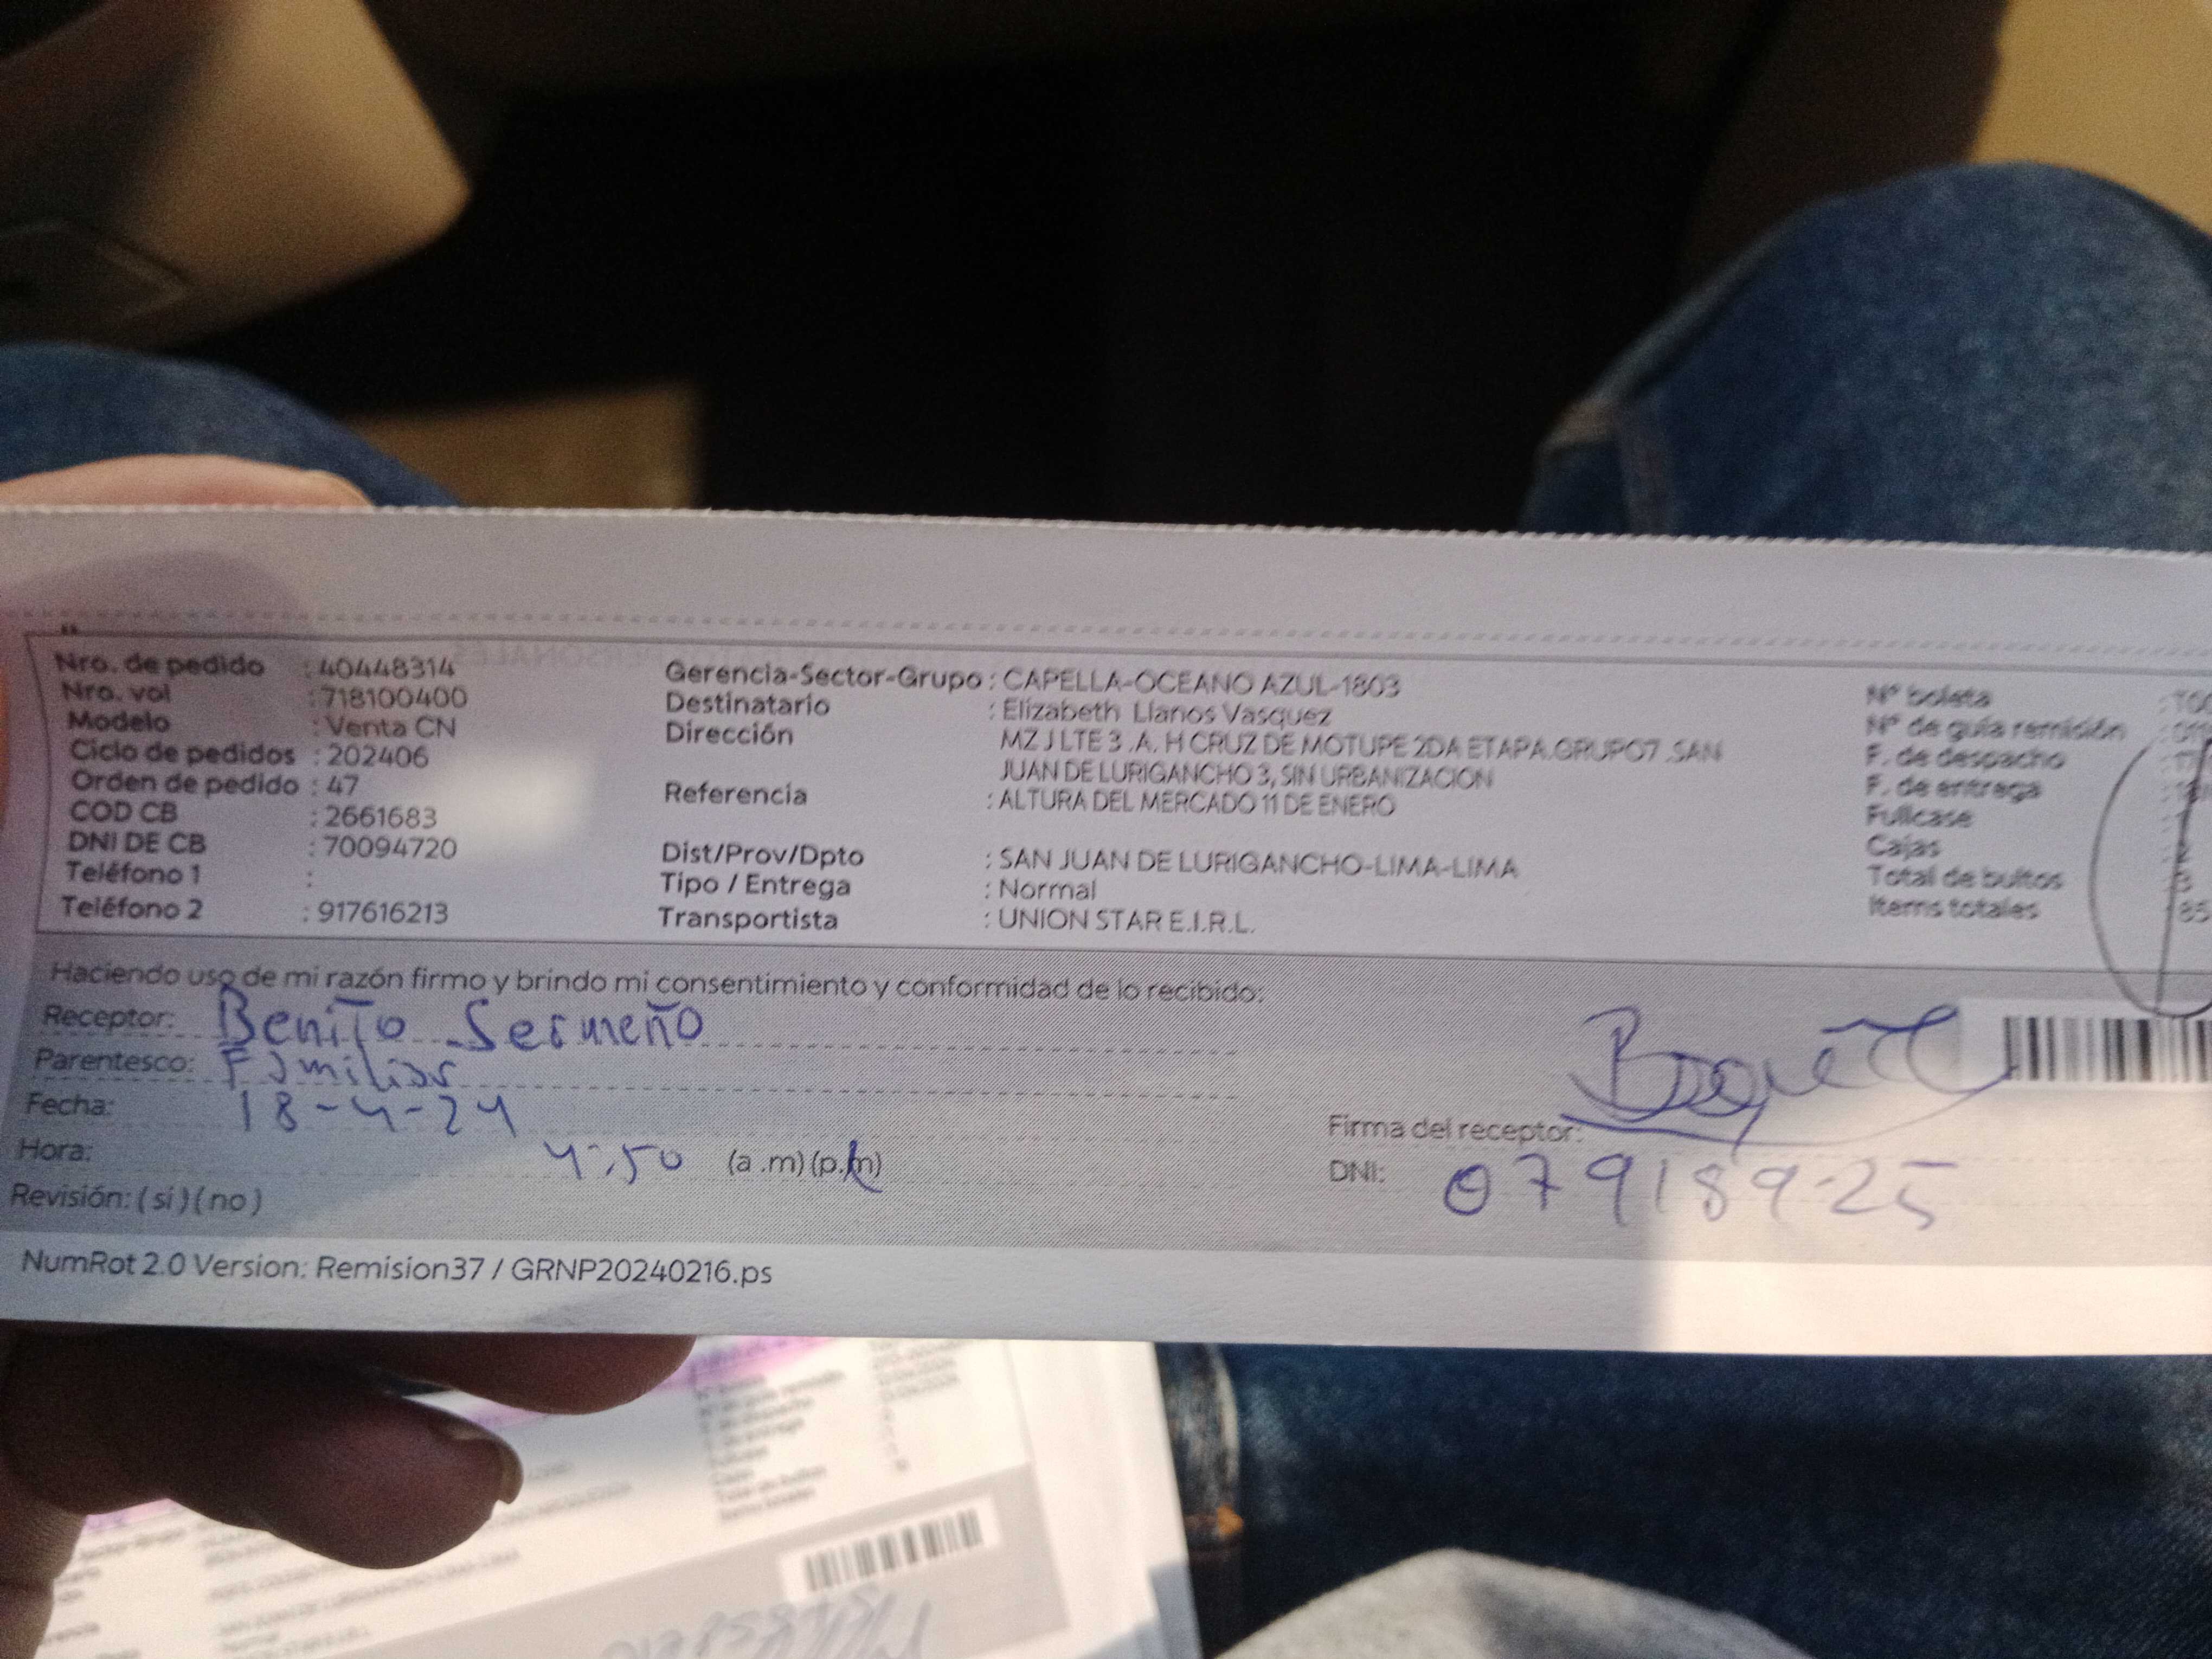 Nro. de pedido : 40448314
Nro. vol : 718100400
Modelo : Venta CN
Ciclo de pedidos : 202406
Orden de pedido : 47
COD CB : 2661683
DNI DE CB : 70094720
Teléfono 1 :
Teléfono 2 : 917616213
Gerencia-Sector-Grupo : CAPELLA-OCEANO AZUL-1803
Destinatario : Elizabeth Llanos Vasquez
Dirección MZ J LTE 3 .A. H CRUZ DE MOTUPE 2DA ETAPA.GRUPO7 .SAN
JUAN DE LURIGANCHO 3, SIN URBANIZACION
Referencia : ALTURA DEL MERCADO 11 DE ENERO
Dist/Prov/Dpto : SAN JUAN DE LURIGANCHO-LIMA-LIMA
Tipo / Entrega : Normal
Transportista : UNION STAR E.I.R.L.
Nº boleta
Nº de guía remisión
F. de despacho
F. de entrega
Fullcase
Cajas
Total de bultos
Items totales
Haciendo uso de mi razón firmo y brindo mi consentimiento y conformidad de lo recibido:
Receptor: Benito Sermeño
Parentesco: Familiar
Fecha: 18-4-24
Hora: 4:50 (a .m) (p.m)
Revisión: ( sí ) ( no )
Firma del receptor:
DNI: 07918925
NumRot 2.0 Version: Remision37 / GRNP20240216.ps